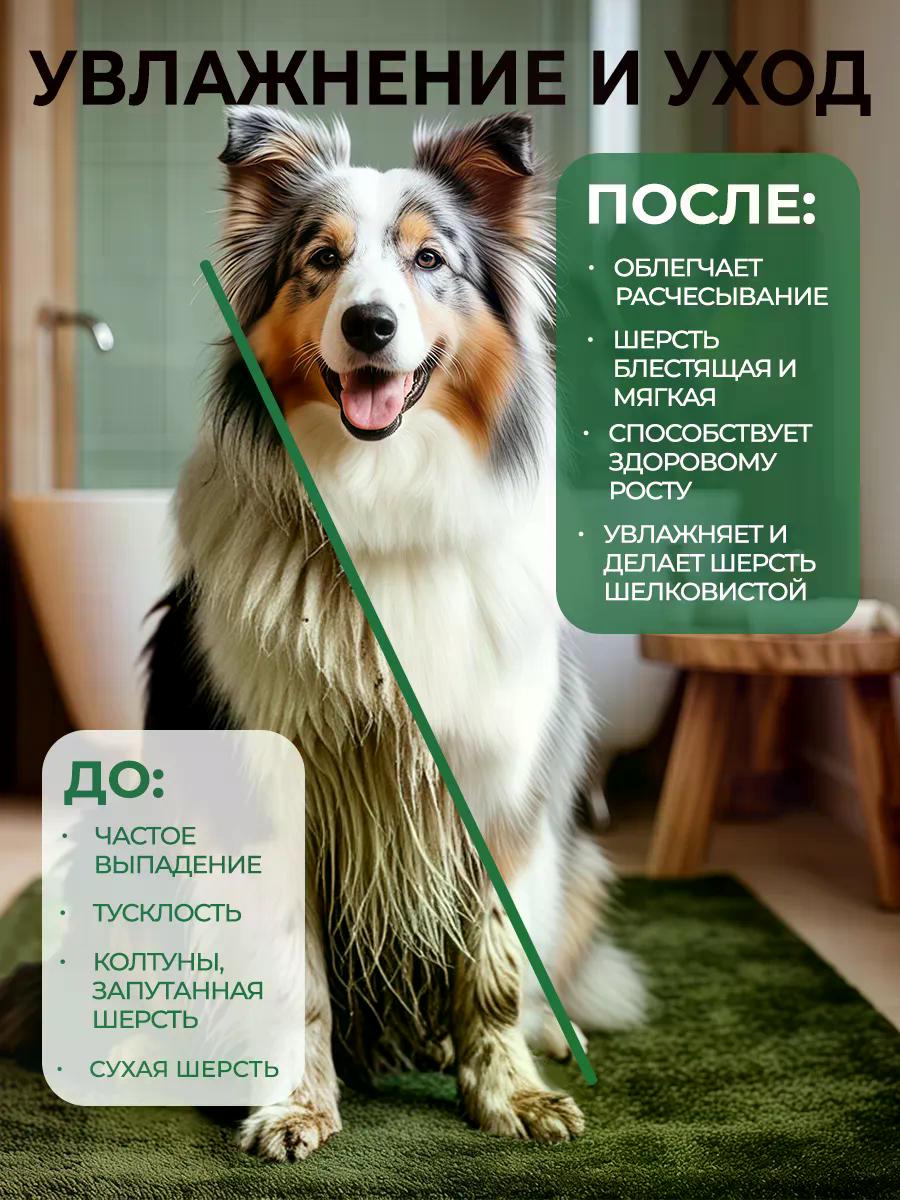 УВЛАЖНЕНИЕ И УХОД
ПОСЛЕ:
• ОБЛЕГЧАЕТ
РАСЧЕСЫВАНИЕ
• ШЕРСТЬ
БЛЕСТЯЩАЯ И
МЯГКАЯ
• СПОСОБСТВУЕТ
ЗДОРОВОМУ
РОСТУ
• УВЛАЖНЯЕТ И
ДЕЛАЕТ ШЕРСТЬ
ШЕЛКОВИСТОЙ
ДО:
• ЧАСТОЕ
ВЫПАДЕНИЕ
• ТУСКЛОСТЬ
• КОЛТУНЫ,
ЗАПУТАННАЯ
ШЕРСТЬ
• СУХАЯ ШЕРСТЬ